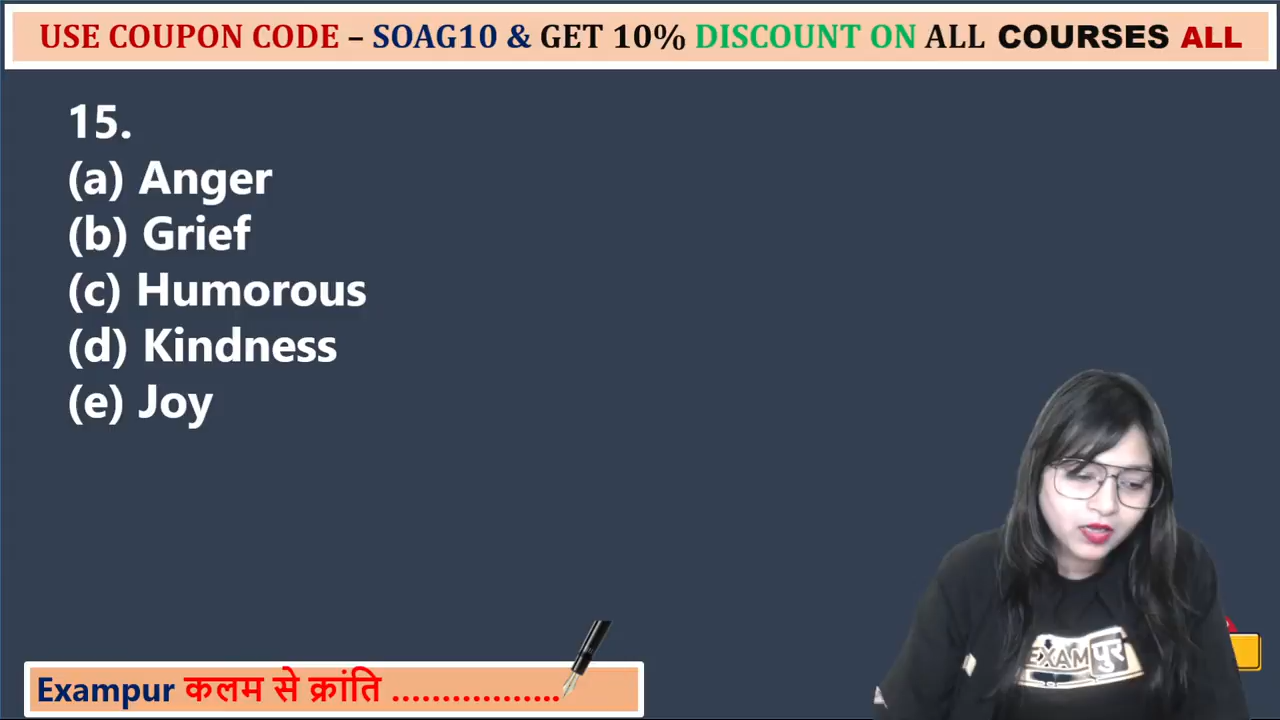 USE COUPON CODE – SOAG10 & GET 10% DISCOUNT ON ALL COURSES ALL
15.
(a) Anger
(b) Grief
(c) Humorous
(d) Kindness
(e) Joy
EXAMपुर
Exampur कलम से क्रांति ……………..